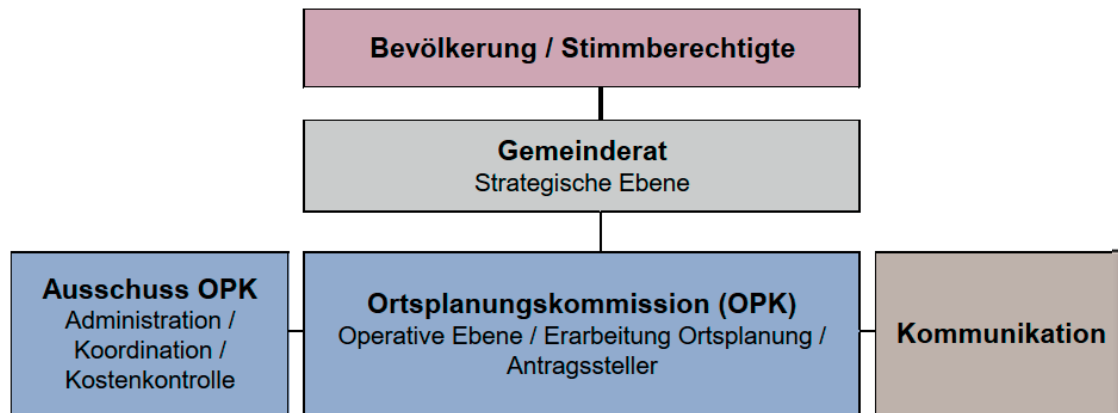 Bevölkerung / Stimmberechtigte
Gemeinderat
Strategische Ebene
Ausschuss OPK
Administration /
Koordination /
Kostenkontrolle
Ortsplanungskommission (OPK)
Operative Ebene / Erarbeitung Ortsplanung /
Antragssteller
Kommunikation